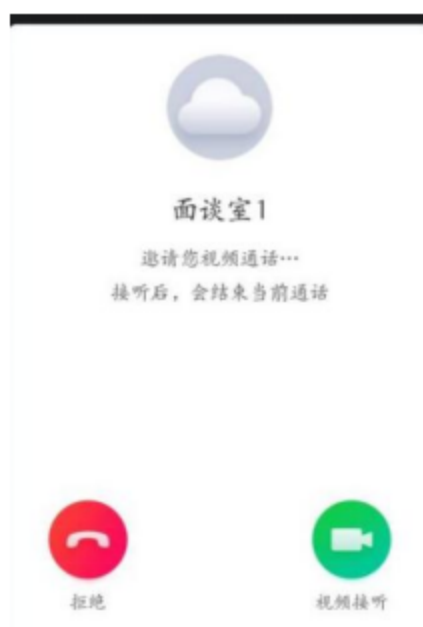 面谈室1
邀请您视频通话…
接听后，会结束当前通话
拒绝
视频接听